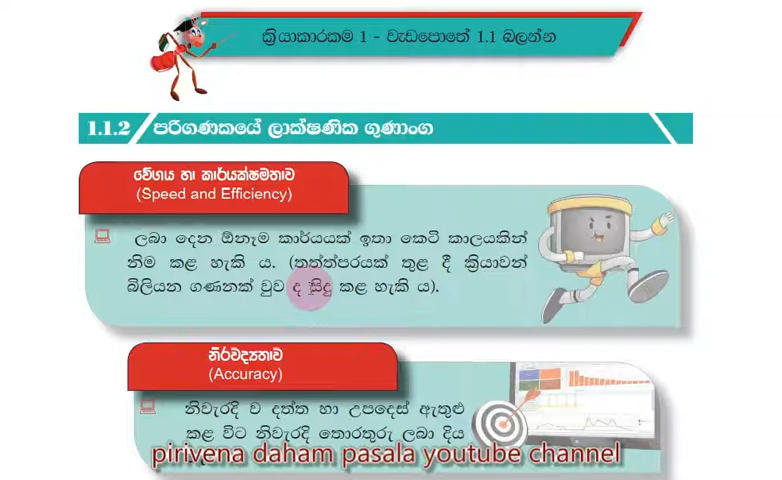 ක්‍රියාකාරකම 1 - වැඩපොතේ 1.1 බලන්න
1.1.2 පරිගණකයේ ලාක්ෂණික ගුණාංග
වේගය හා කාර්යක්ෂමතාව
(Speed and Efficiency)
ලබා දෙන ඕනෑම කාර්යයක් ඉතා කෙටි කාලයකින්
නිම කළ හැකි ය. (තත්ත්පරයක් තුළ දී ක්‍රියාවන්
බිලියන ගණනක් වුව ද සිදු කළ හැකි ය).
නිරවද්‍යතාව
(Accuracy)
නිවැරදි ව දත්ත හා උපදෙස් ඇතුළු
කළ විට නිවැරදි තොරතුරු ලබා දිය
pirivena daham pasala youtube channel